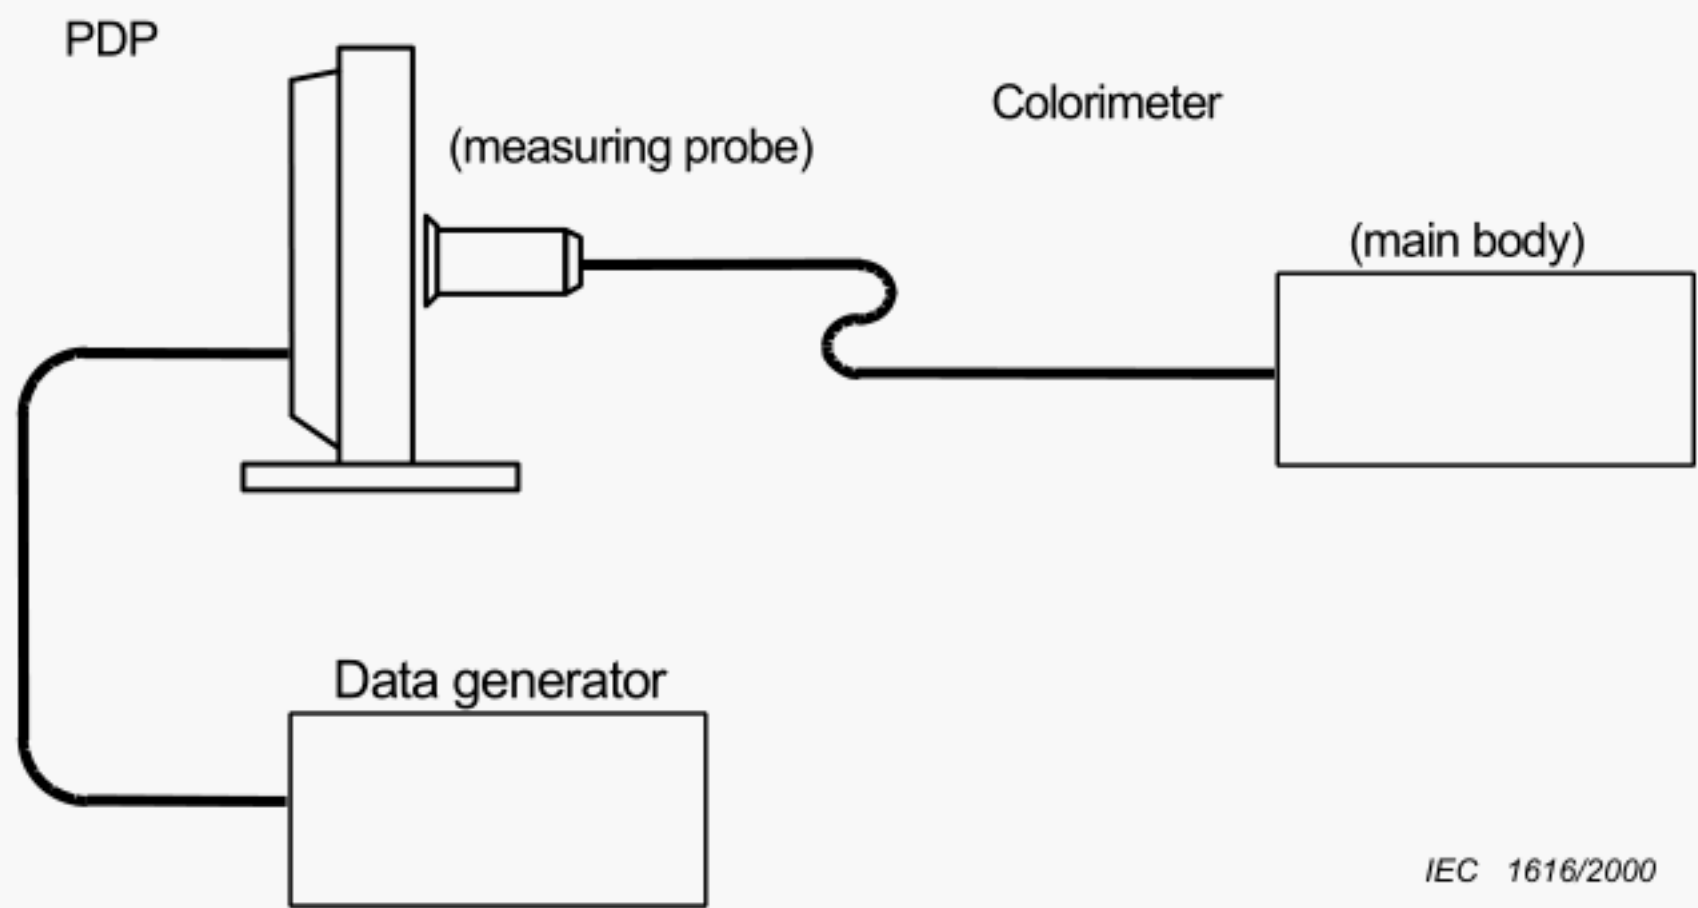 PDP
Colorimeter
(measuring probe)
(main body)
Data generator
IEC 1616/2000